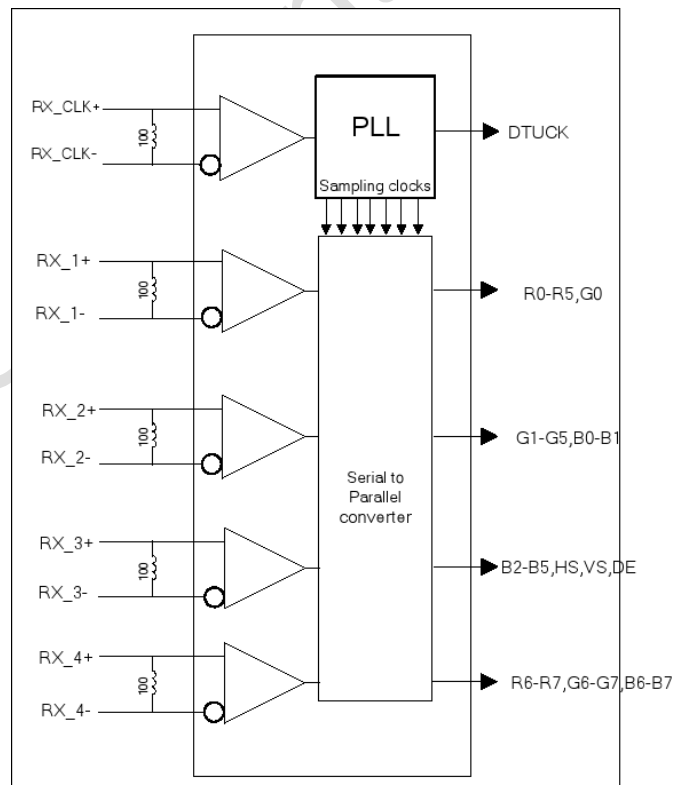 RX_CLK+
100
RX_CLK-
PLL
Sampling clocks
DTUCK
RX_1+
100
RX_1-
R0-R5,G0
RX_2+
100
RX_2-
G1-G5,B0-B1
Serial to
Parallel
converter
RX_3+
100
RX_3-
B2-B5,HS,VS,DE
RX_4+
100
RX_4-
R6-R7,G6-G7,B6-B7